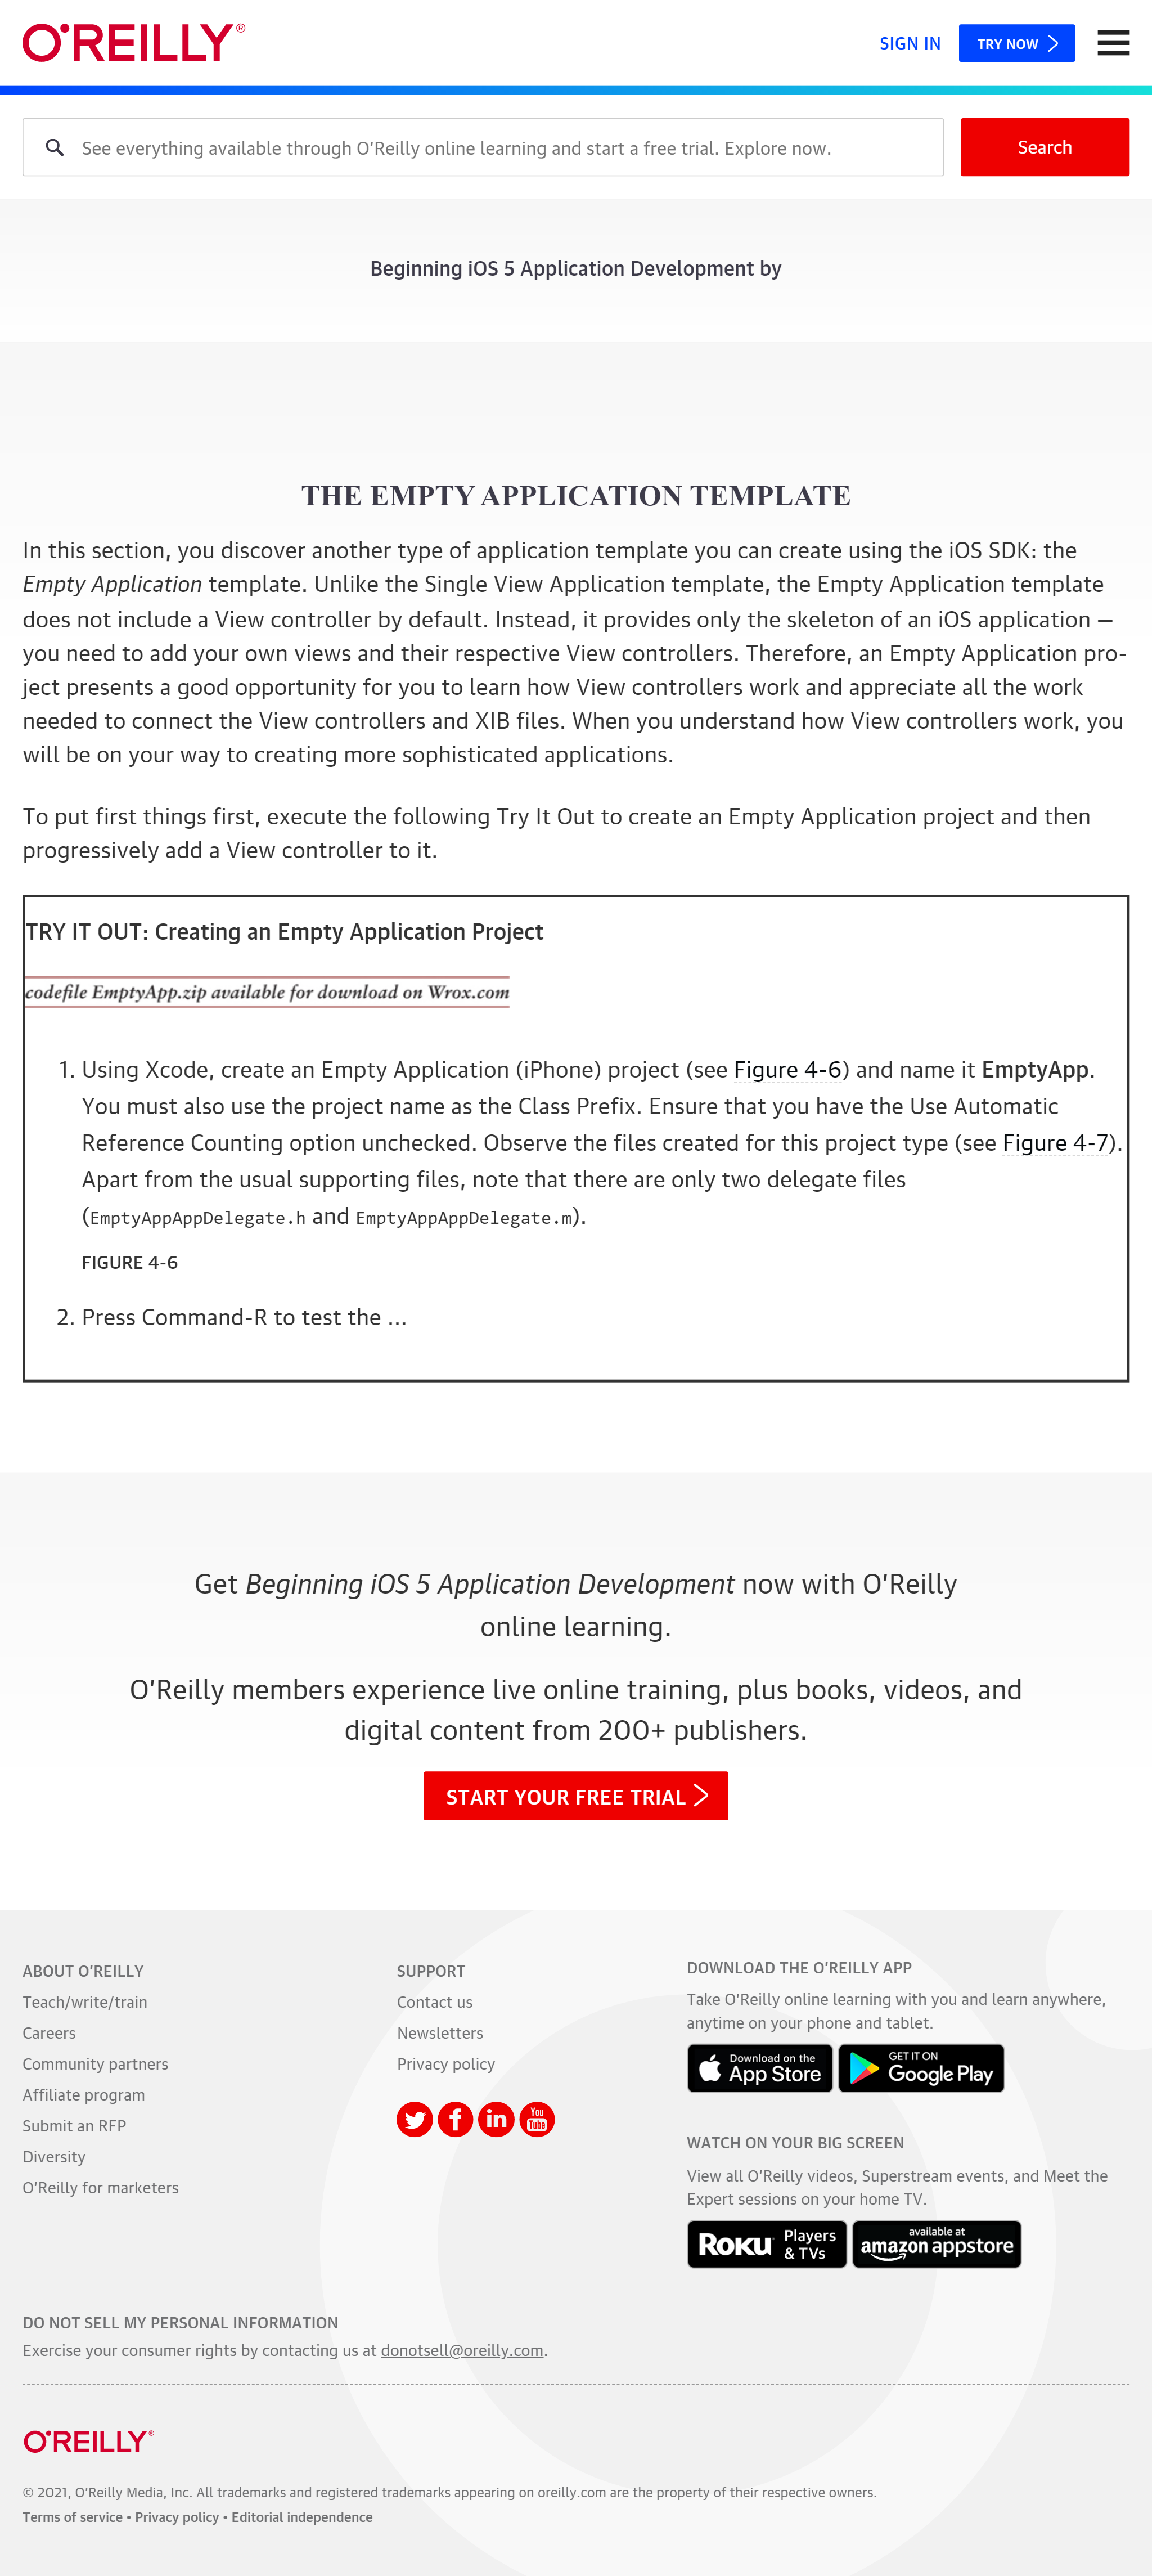 O'REILLY®
SIGN IN
TRY NOW
See everything available through O'Reilly online learning and start a free trial. Explore now.
Search
Beginning iOS 5 Application Development by
THE EMPTY APPLICATION TEMPLATE
In this section, you discover another type of application template you can create using the iOS SDK: the
Empty Application template. Unlike the Single View Application template, the Empty Application template
does not include a View controller by default. Instead, it provides only the skeleton of an iOS application —
you need to add your own views and their respective View controllers. Therefore, an Empty Application pro-
ject presents a good opportunity for you to learn how View controllers work and appreciate all the work
needed to connect the View controllers and XIB files. When you understand how View controllers work, you
will be on your way to creating more sophisticated applications.
To put first things first, execute the following Try It Out to create an Empty Application project and then
progressively add a View controller to it.
TRY IT OUT: Creating an Empty Application Project
codefile EmptyApp.zip available for download on Wrox.com
1. Using Xcode, create an Empty Application (iPhone) project (see Figure 4-6) and name it EmptyApp.
You must also use the project name as the Class Prefix. Ensure that you have the Use Automatic
Reference Counting option unchecked. Observe the files created for this project type (see Figure 4-7).
Apart from the usual supporting files, note that there are only two delegate files
(EmptyAppAppDelegate.h and EmptyAppAppDelegate.m).
FIGURE 4-6
2. Press Command-R to test the ...
Get Beginning iOS 5 Application Development now with O'Reilly
online learning.
O'Reilly members experience live online training, plus books, videos, and
digital content from 200+ publishers.
START YOUR FREE TRIAL
ABOUT O'REILLY
Teach/write/train
Careers
Community partners
Affiliate program
Submit an RFP
Diversity
O'Reilly for marketers
SUPPORT
Contact us
Newsletters
Privacy policy
You
Tube
DOWNLOAD THE O'REILLY APP
Take O'Reilly online learning with you and learn anywhere,
anytime on your phone and tablet.
Download on the
App Store
GET IT ON
Google Play
WATCH ON YOUR BIG SCREEN
View all O'Reilly videos, Superstream events, and Meet the
Expert sessions on your home TV.
Roku Players
& TVs
available at
amazon appstore
DO NOT SELL MY PERSONAL INFORMATION
Exercise your consumer rights by contacting us at donotsell@oreilly.com.
O'REILLY®
© 2021, O'Reilly Media, Inc. All trademarks and registered trademarks appearing on oreilly.com are the property of their respective owners.
Terms of service • Privacy policy • Editorial independence